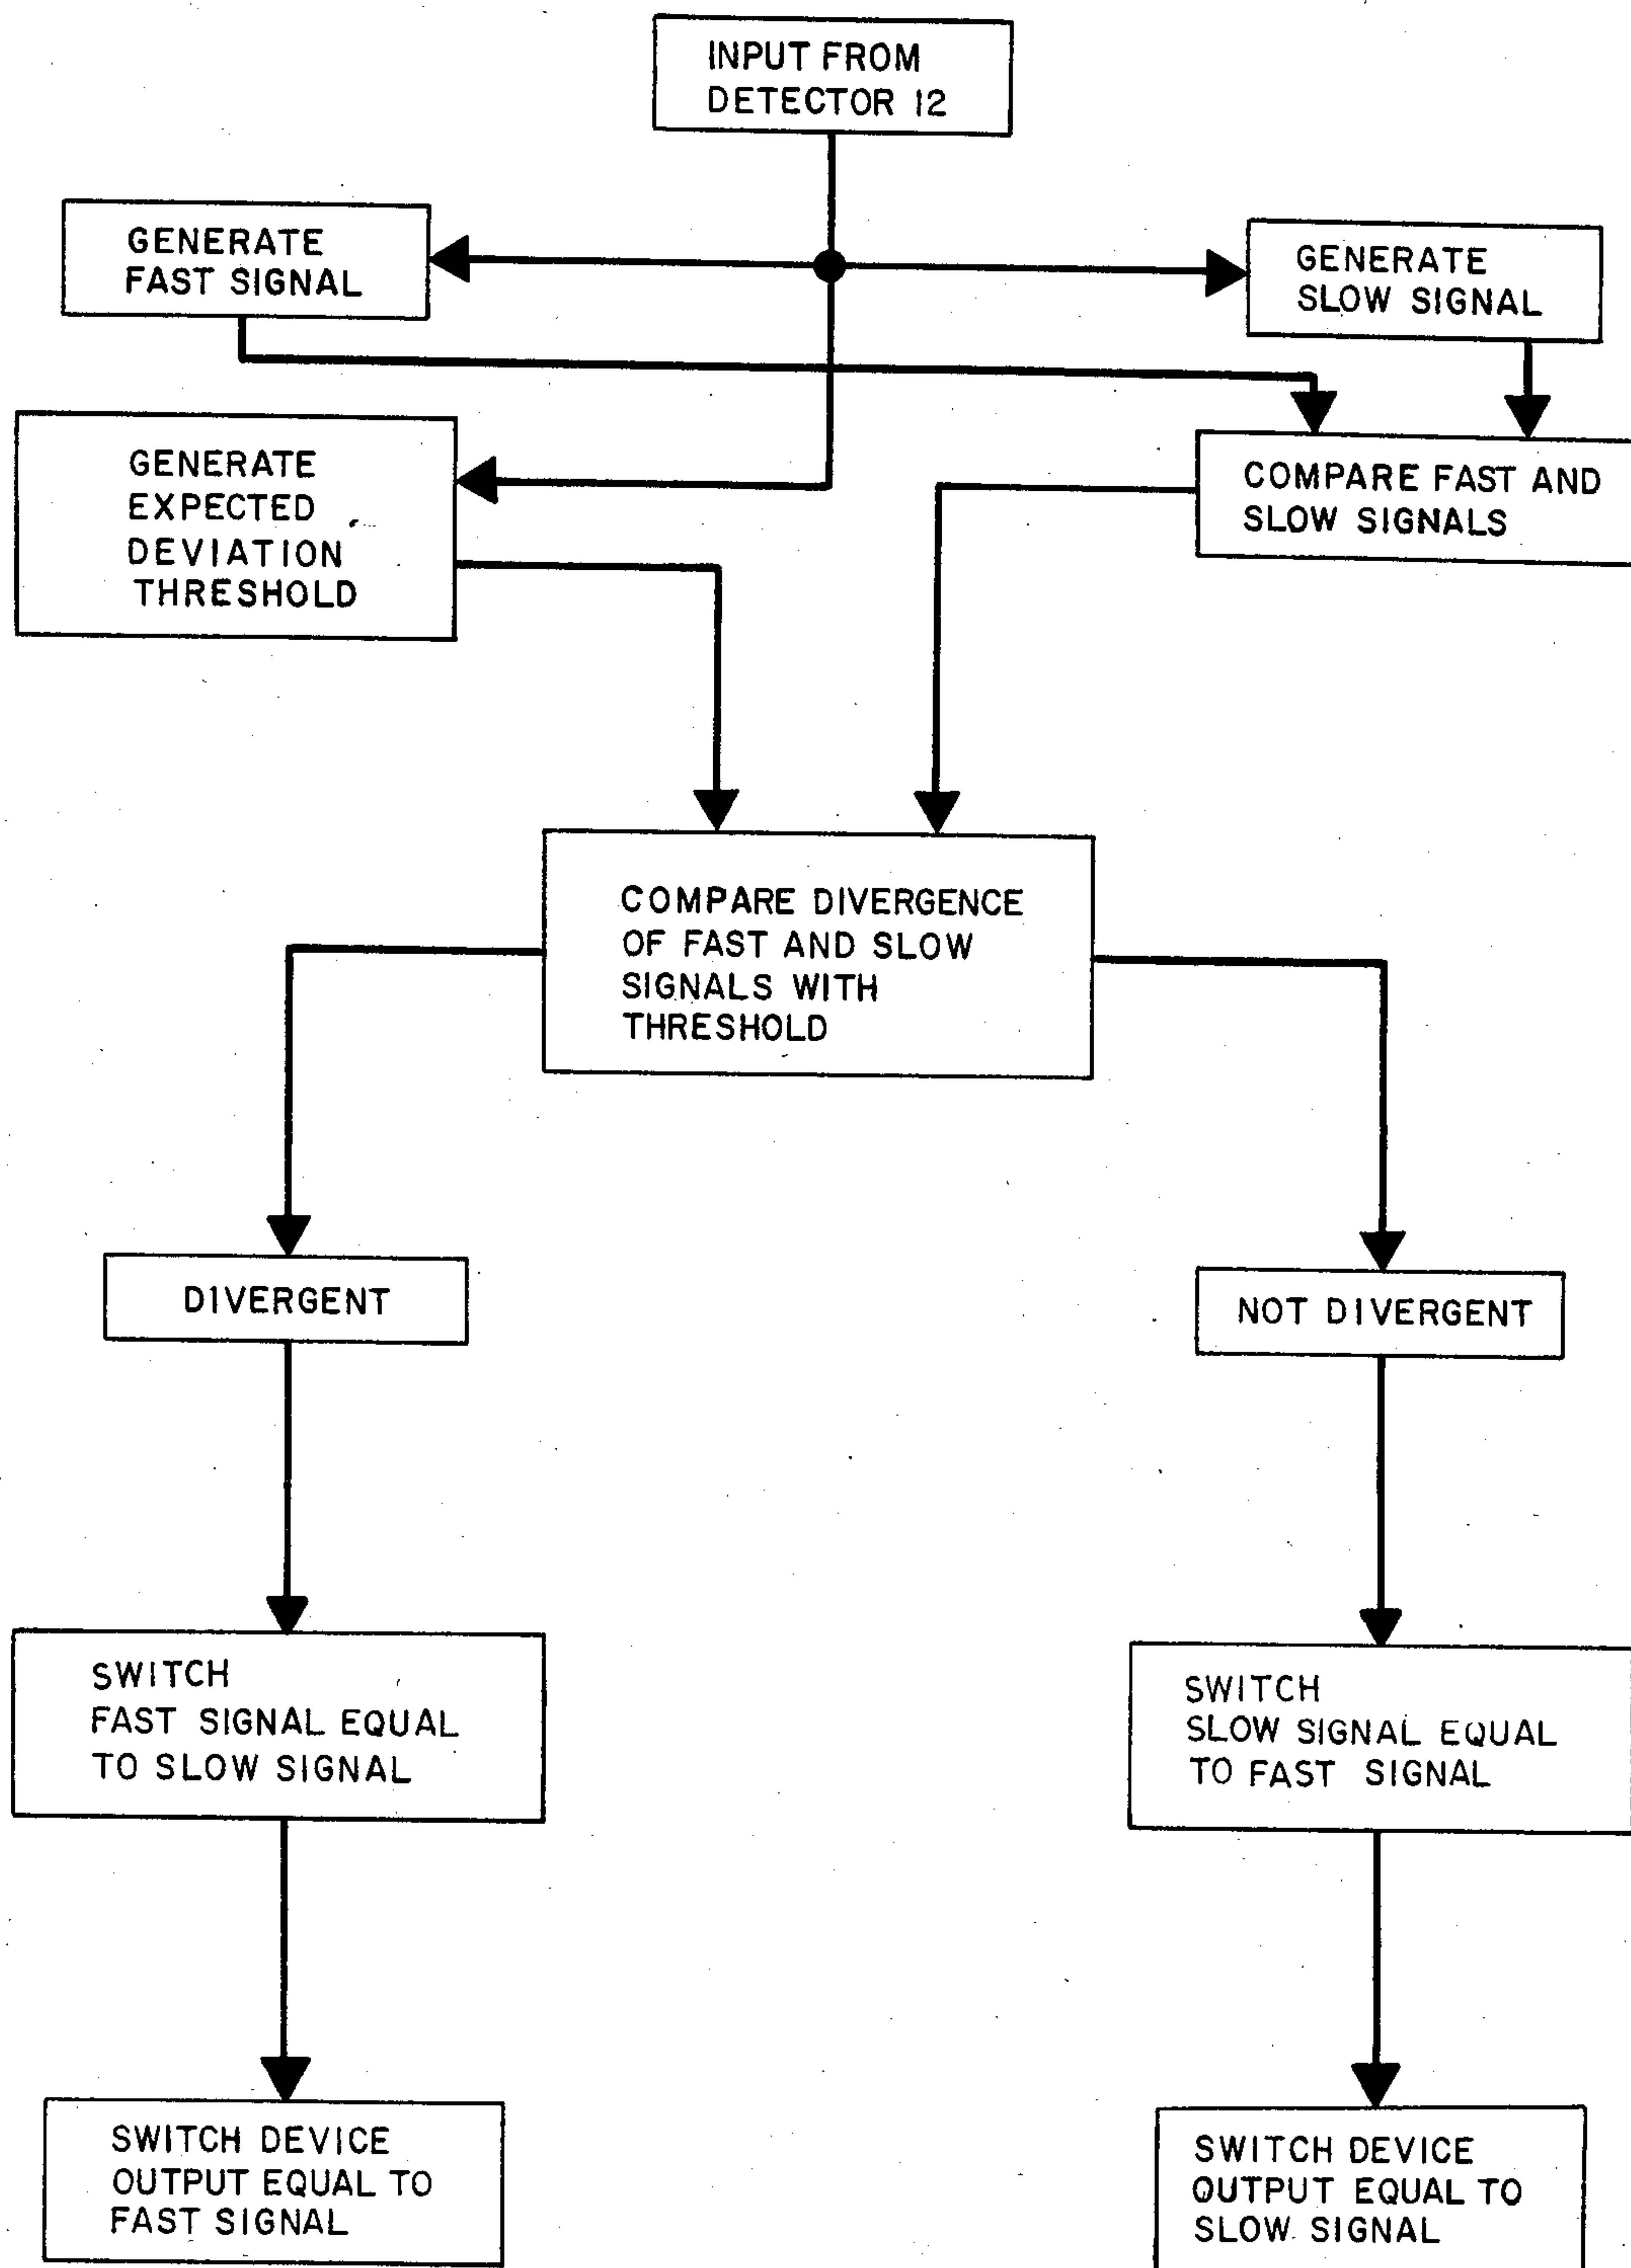 INPUT FROM
DETECTOR 12
GENERATE
FAST SIGNAL
GENERATE
SLOW SIGNAL
GENERATE
EXPECTED
DEVIATION
THRESHOLD
COMPARE FAST AND
SLOW SIGNALS
COMPARE DIVERGENCE
OF FAST AND SLOW
SIGNALS WITH
THRESHOLD
DIVERGENT
NOT DIVERGENT
SWITCH
FAST SIGNAL EQUAL
TO SLOW SIGNAL
SWITCH
SLOW SIGNAL EQUAL
TO FAST SIGNAL
SWITCH DEVICE
OUTPUT EQUAL TO
FAST SIGNAL
SWITCH DEVICE
OUTPUT EQUAL TO
SLOW SIGNAL